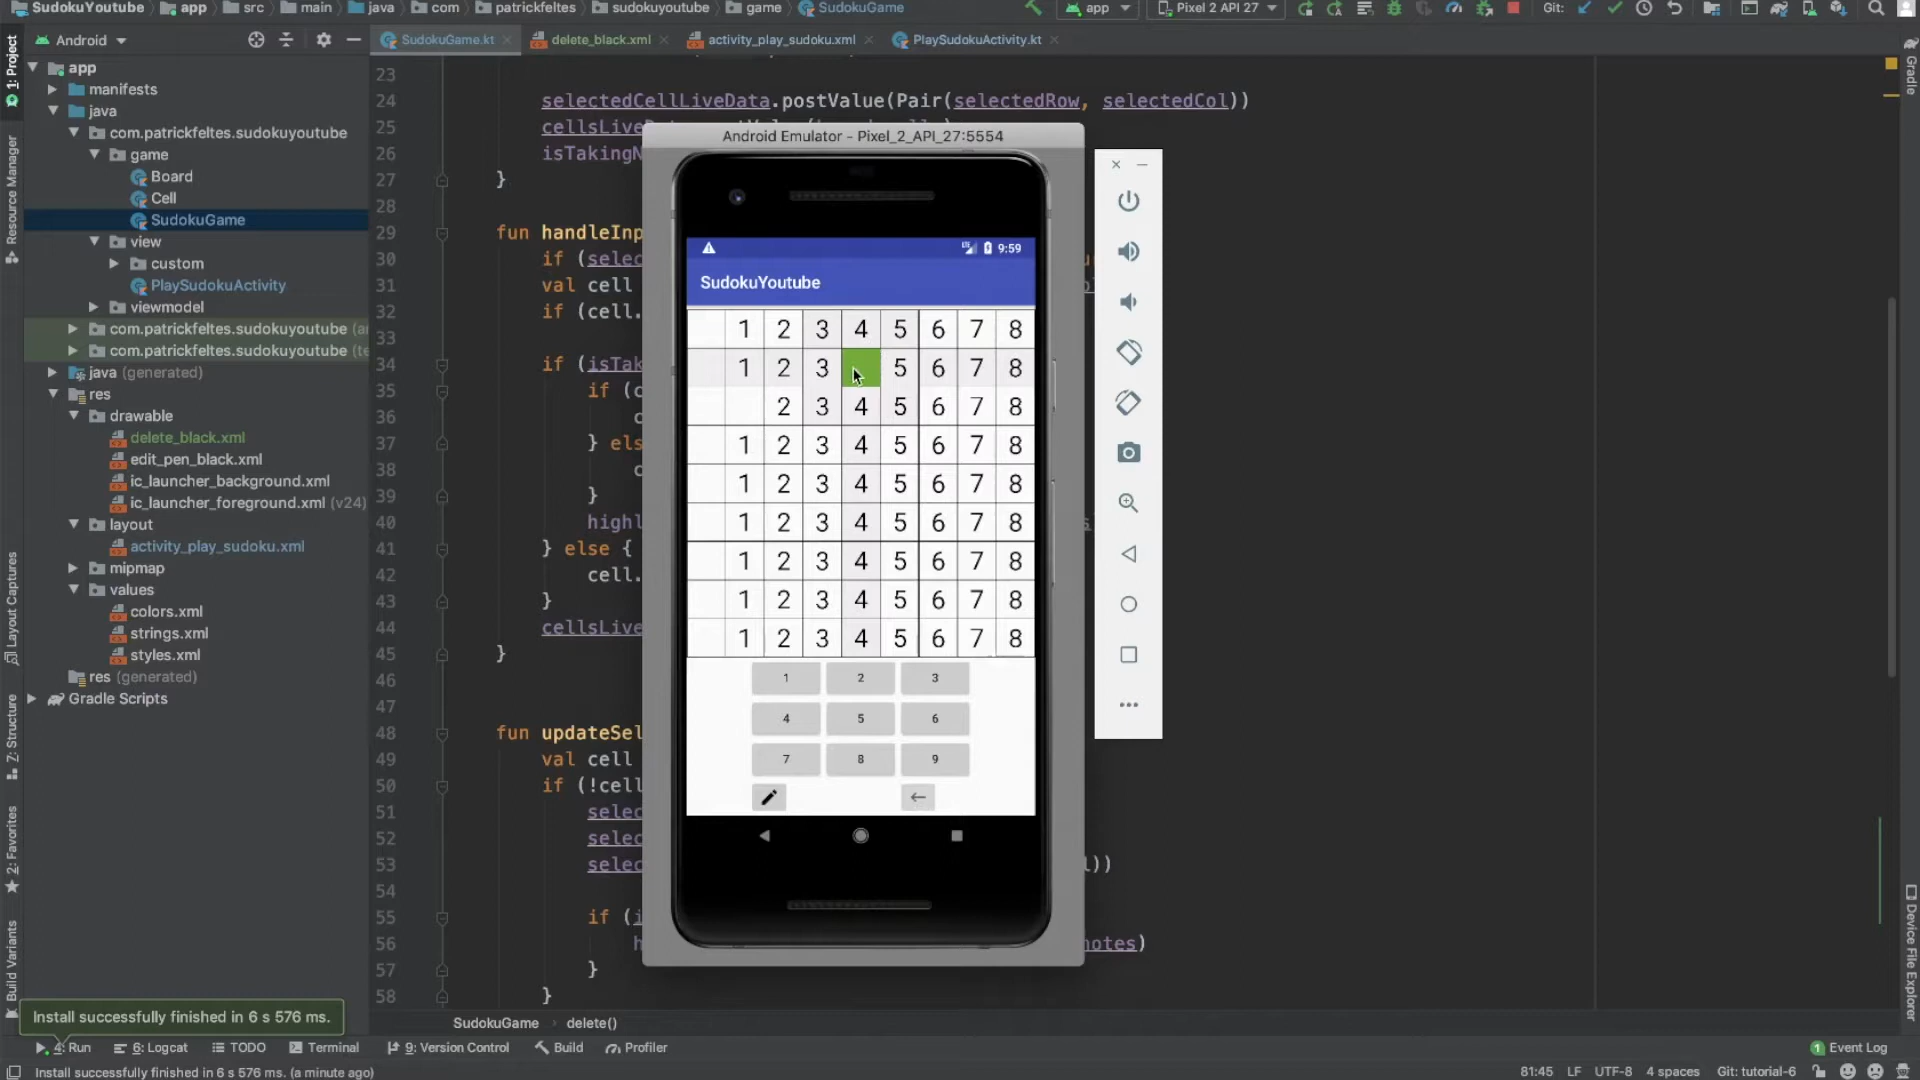 SudokuYoutube app src main java com patrickfeltes sudokuyoutube game SudokuGame app Pixel 2 API 27 Git:
Android SudokuGame.kt delete_black.xml activity_play_sudoku.xml PlaySudokuActivity.kt
1: Project
Resource Manager
Layout Captures
Z: Structure
2: Favorites
Build Variants
app
manifests
java
com.patrickfeltes.sudokuyoutube
game
Board
Cell
SudokuGame
view
custom
PlaySudokuActivity
viewmodel
com.patrickfeltes.sudokuyoutube
com.patrickfeltes.sudokuyoutube
java (generated)
res
drawable
delete_black.xml
edit_pen_black.xml
ic_launcher_background.xml
ic_launcher_foreground.xml (v24)
layout
activity_play_sudoku.xml
mipmap
values
colors.xml
strings.xml
styles.xml
res (generated)
Gradle Scripts
23
24 selectedCellLiveData.postValue(Pair(selectedRow, selectedCol))
25
26 isTakingN
27 }
28
29 fun handleInp
30 if (selec
31 val cell
32 if (cell.
33
34 if (isTak
35 if (c
36 c
37 } els
38 c
39 }
40 highl
41 } else {
42 cell.
43 }
44 cellsLive
45 }
46
47
48 fun updateSel
49 val cell
50 if (!cell
51 selec
52 selec
53 selec l))
54
55 if (i
56 h notes)
57 }
58 }
Android Emulator - Pixel_2_API_27:5554
LTE 9:59
SudokuYoutube
1 2 3 4 5 6 7 8
1 2 3 5 6 7 8
2 3 4 5 6 7 8
1 2 3 4 5 6 7 8
1 2 3 4 5 6 7 8
1 2 3 4 5 6 7 8
1 2 3 4 5 6 7 8
1 2 3 4 5 6 7 8
1 2 3 4 5 6 7 8
1 2 3
4 5 6
7 8 9
Gradle
Device File Explorer
Install successfully finished in 6 s 576 ms.
SudokuGame › delete()
4: Run 6: Logcat TODO Terminal 9: Version Control Build Profiler 1 Event Log
Install successfully finished in 6 s 576 ms. (a minute ago) 81:45 LF UTF-8 4 spaces Git: tutorial-6